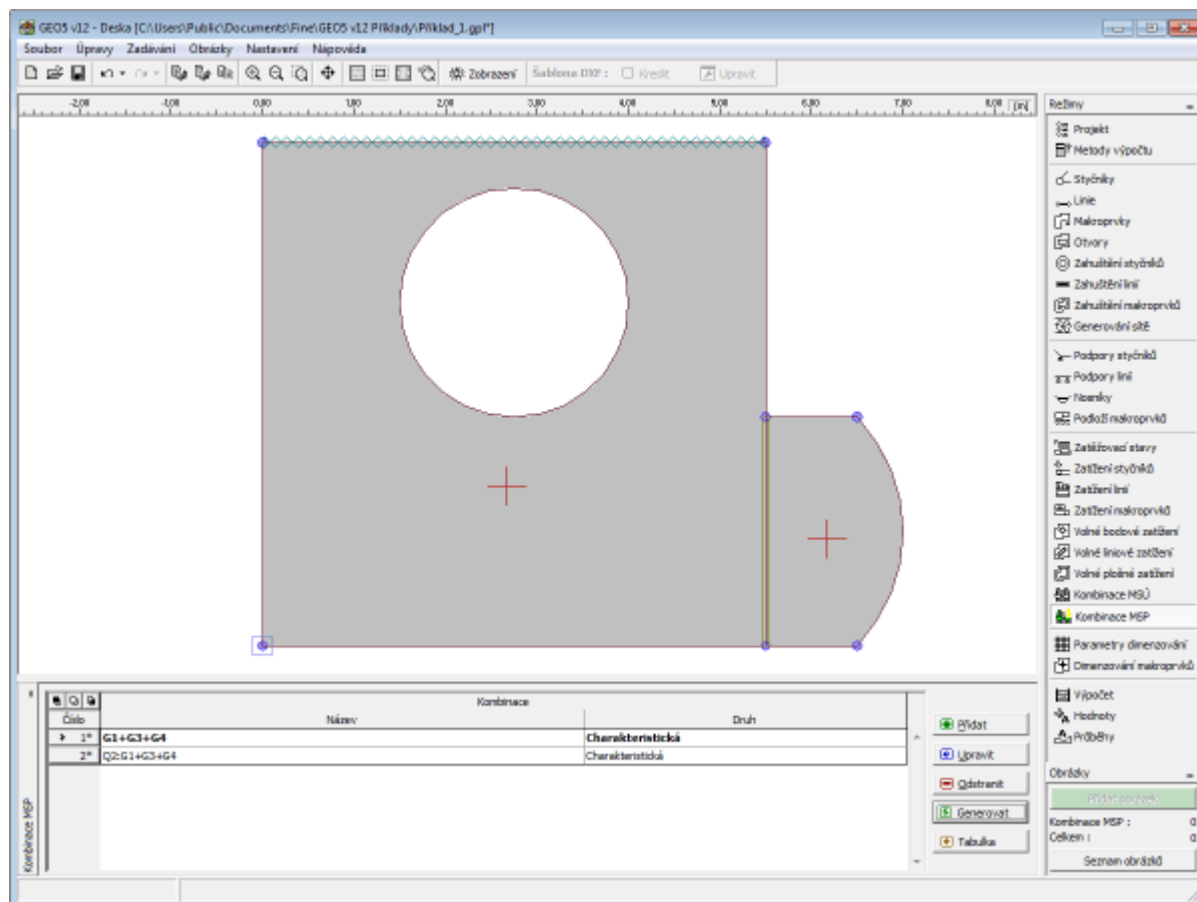 GEO5 v12 - Deska [C:\Users\Public\Documents\Fine\GEO5 v12 Příklady\Příklad_1.gpl*]
Soubor Úpravy Zadávání Obrázky Nastavení Nápověda
Zobrazení Šablona DXF : Kreslit Upravit
-2,00 -1,00 0,00 1,00 2,00 3,00 4,00 5,00 6,00 7,00 8,00 [m]
Režimy
Projekt
Metody výpočtu
Styčníky
Linie
Makroprvky
Otvory
Zahuštění styčníků
Zahuštění linií
Zahuštění makroprvků
Generování sítě
Podpory styčníků
Podpory linií
Nosníky
Podloží makroprvků
Zatěžovací stavy
Zatížení styčníků
Zatížení linií
Zatížení makroprvků
Volné bodové zatížení
Volné liniové zatížení
Volné plošné zatížení
Kombinace MSÚ
Kombinace MSP
Parametry dimenzování
Dimenzování makroprvků
Výpočet
Hodnoty
Průběhy
Obrázky
Přidat obrázek
Kombinace MSP : 0
Celkem : 0
Seznam obrázků
Kombinace
Číslo Název Druh
1* G1+G3+G4 Charakteristická
2* Q2:G1+G3+G4 Charakteristická
Přidat
Upravit
Odstranit
Generovat
Tabulka
Kombinace MSP